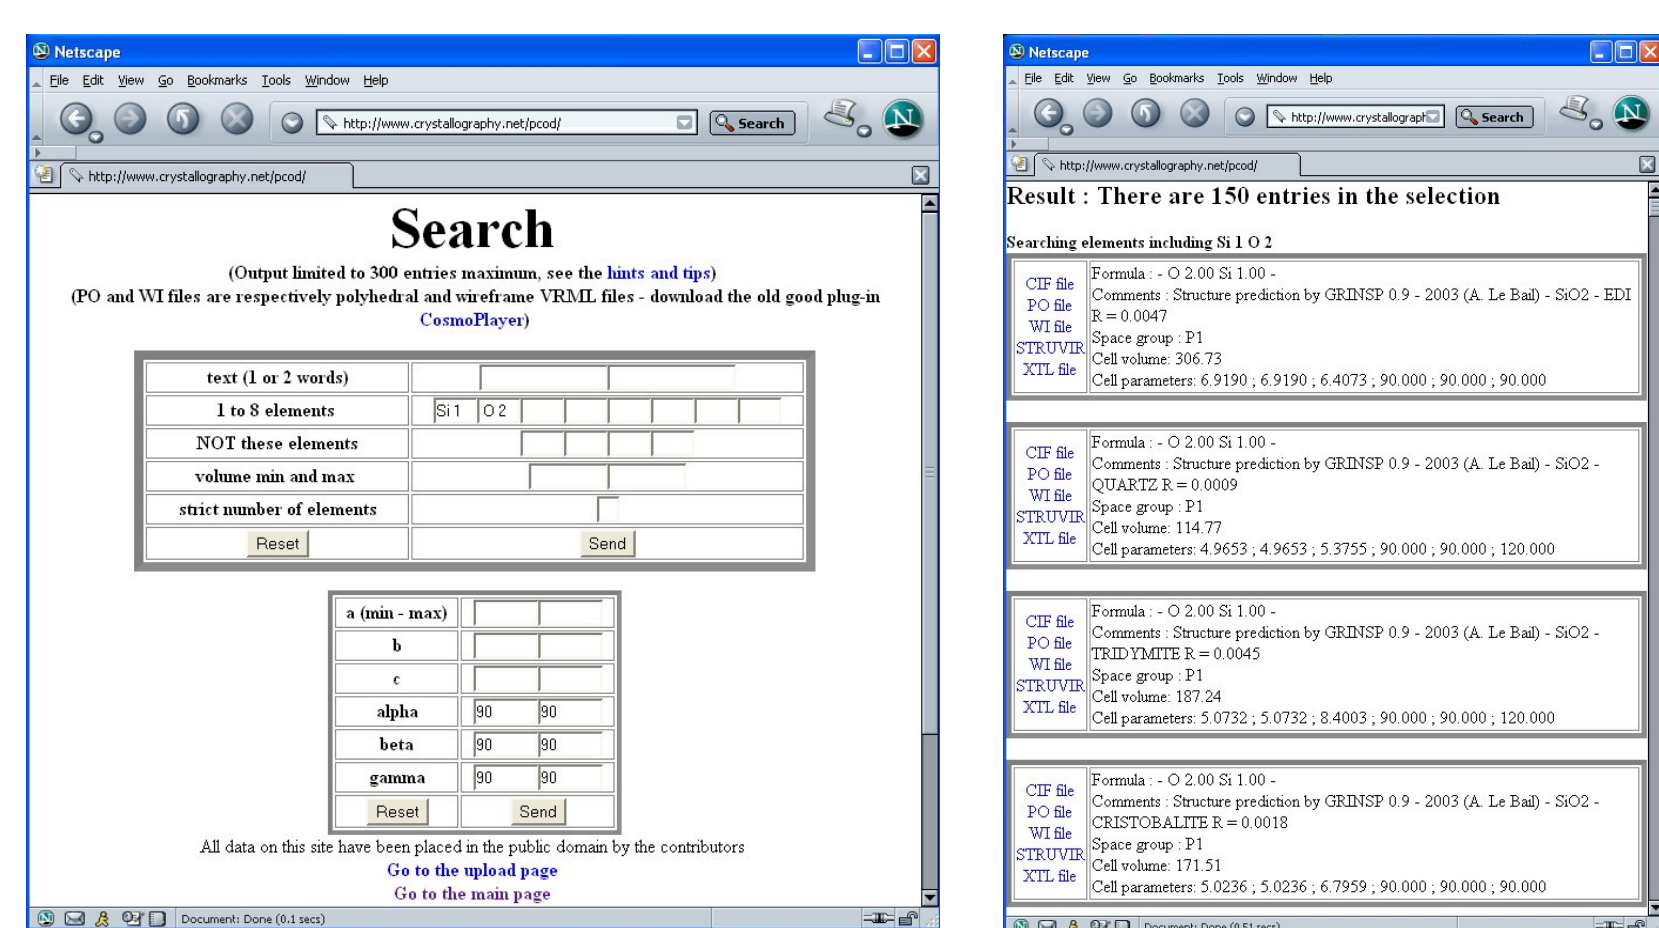 Netscape
File Edit View Go Bookmarks Tools Window Help
http://www.crystallography.net/pcod/
Search
http://www.crystallography.net/pcod/
Search
(Output limited to 300 entries maximum, see the hints and tips)
(PO and WI files are respectively polyhedral and wireframe VRML files - download the old good plug-in
CosmoPlayer)
text (1 or 2 words)
1 to 8 elements Si 1 O 2
NOT these elements
volume min and max
strict number of elements
Reset Send
a (min - max)
b
c
alpha 90 90
beta 90 90
gamma 90 90
Reset Send
All data on this site have been placed in the public domain by the contributors
Go to the upload page
Go to the main page
Document: Done (0.1 secs)
Netscape
File Edit View Go Bookmarks Tools Window Help
http://www.crystallograph
Search
http://www.crystallography.net/pcod/
Result : There are 150 entries in the selection
Searching elements including Si 1 O 2
CIF file
PO file
WI file
STRUVIR
XTL file
Formula : - O 2.00 Si 1.00 -
Comments : Structure prediction by GRINSP 0.9 - 2003 (A. Le Bail) - SiO2 - EDI
R = 0.0047
Space group : P1
Cell volume: 306.73
Cell parameters: 6.9190 ; 6.9190 ; 6.4073 ; 90.000 ; 90.000 ; 90.000
CIF file
PO file
WI file
STRUVIR
XTL file
Formula : - O 2.00 Si 1.00 -
Comments : Structure prediction by GRINSP 0.9 - 2003 (A. Le Bail) - SiO2 -
QUARTZ R = 0.0009
Space group : P1
Cell volume: 114.77
Cell parameters: 4.9653 ; 4.9653 ; 5.3755 ; 90.000 ; 90.000 ; 120.000
CIF file
PO file
WI file
STRUVIR
XTL file
Formula : - O 2.00 Si 1.00 -
Comments : Structure prediction by GRINSP 0.9 - 2003 (A. Le Bail) - SiO2 -
TRIDYMITE R = 0.0045
Space group : P1
Cell volume: 187.24
Cell parameters: 5.0732 ; 5.0732 ; 8.4003 ; 90.000 ; 90.000 ; 120.000
CIF file
PO file
WI file
STRUVIR
XTL file
Formula : - O 2.00 Si 1.00 -
Comments : Structure prediction by GRINSP 0.9 - 2003 (A. Le Bail) - SiO2 -
CRISTOBALITE R = 0.0018
Space group : P1
Cell volume: 171.51
Cell parameters: 5.0236 ; 5.0236 ; 6.7959 ; 90.000 ; 90.000 ; 90.000
Document: Done (0.51 secs)